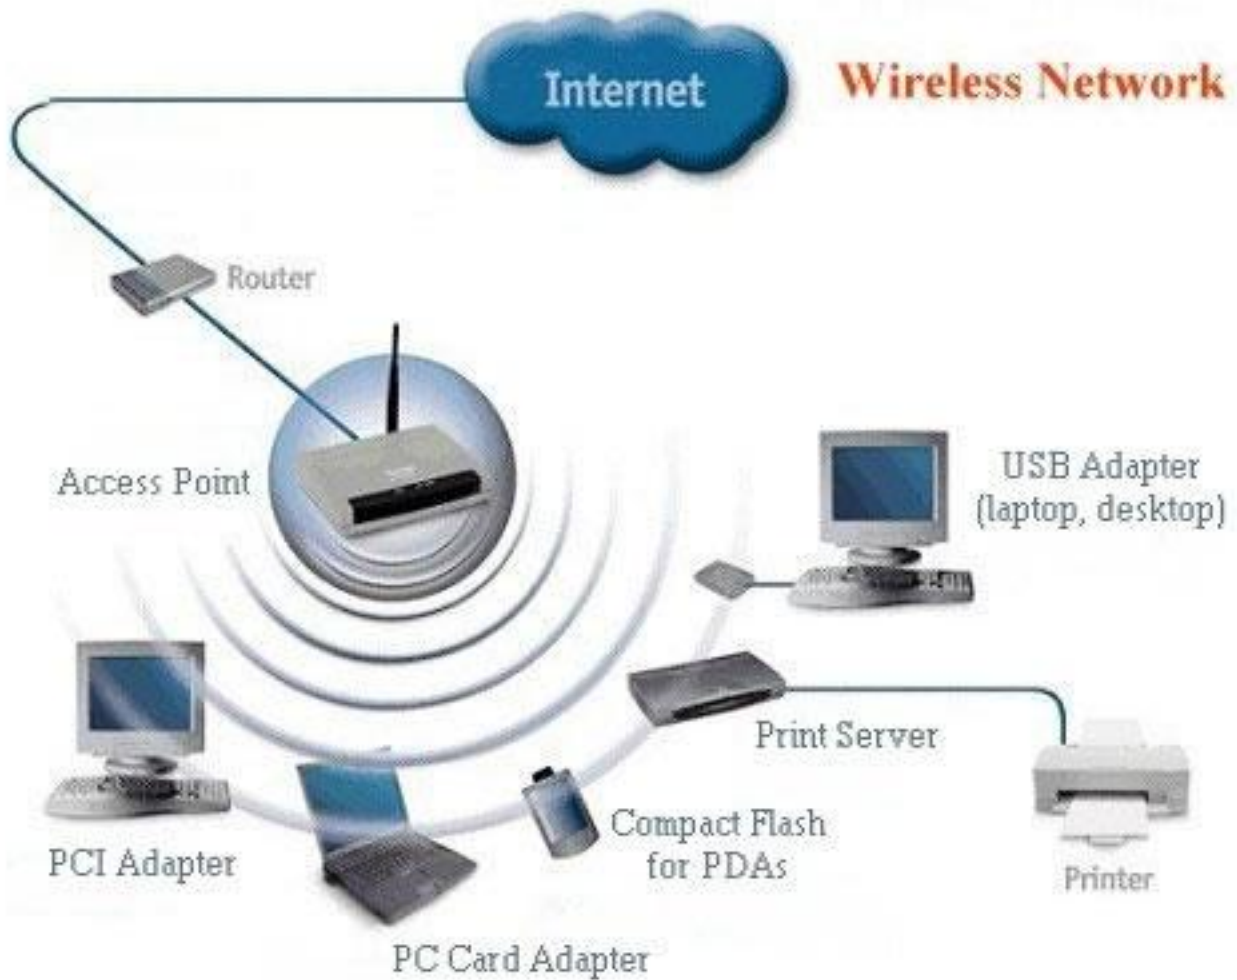 Internet
Wireless Network
Router
Access Point
USB Adapter
(laptop, desktop)
Print Server
Compact Flash
for PDAs
PCI Adapter
Printer
PC Card Adapter